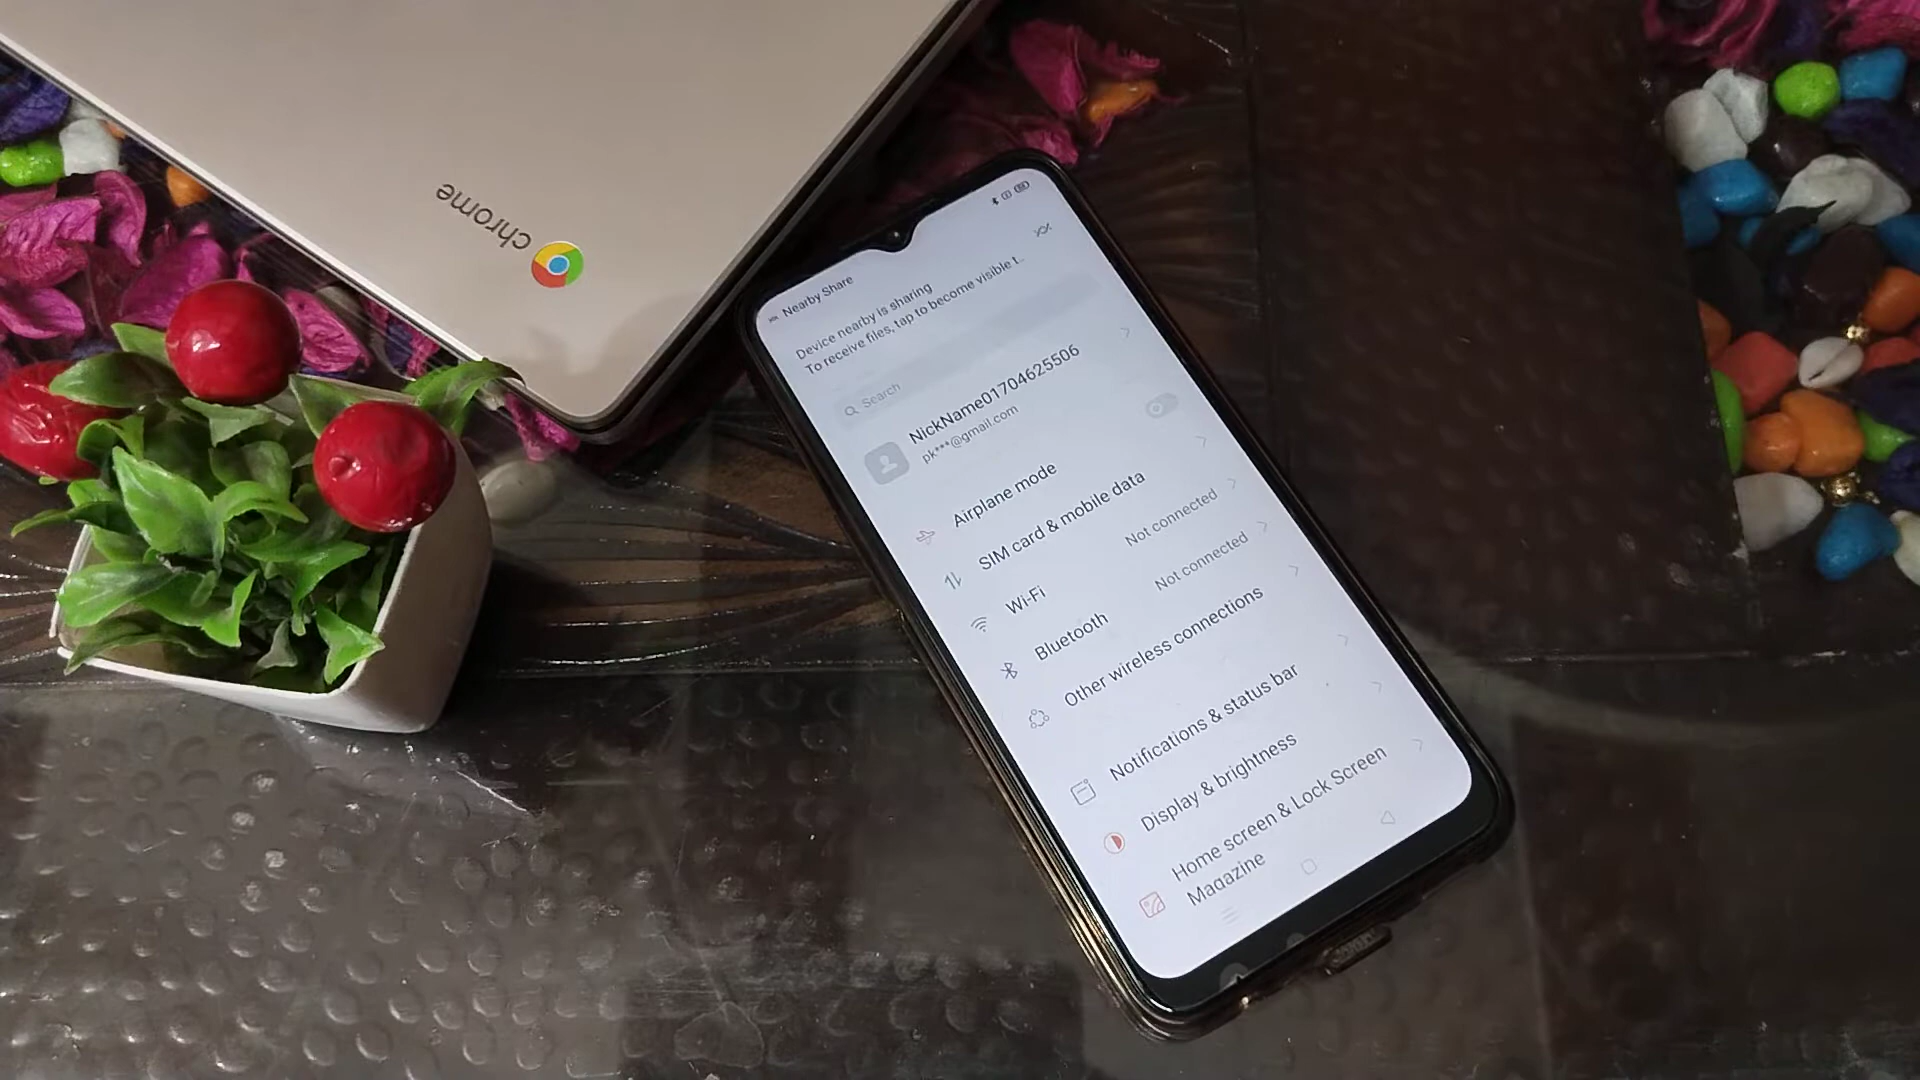 chrome
Nearby Share
Device nearby is sharing
To receive files, tap to become visible t..
Search
NickName01704625506
pk***@gmail.com
Airplane mode
SIM card & mobile data
Wi-Fi
Not connected
Bluetooth
Not connected
Other wireless connections
Notifications & status bar
Display & brightness
Home screen & Lock Screen
Magazine